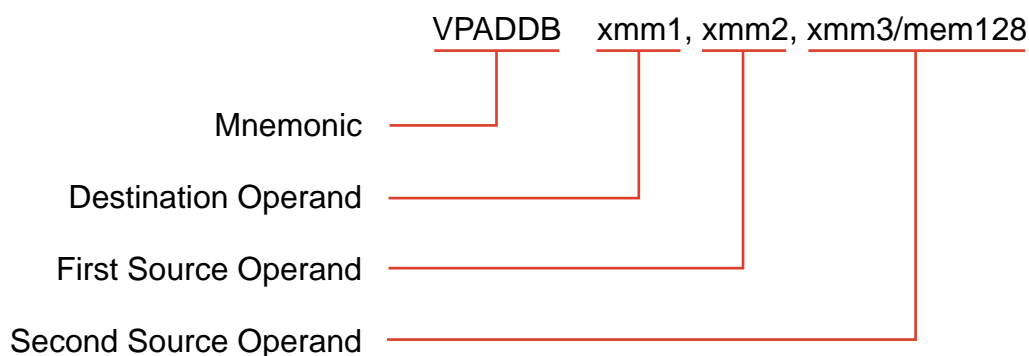 VPADDB xmm1, xmm2, xmm3/mem128
Mnemonic
Destination Operand
First Source Operand
Second Source Operand